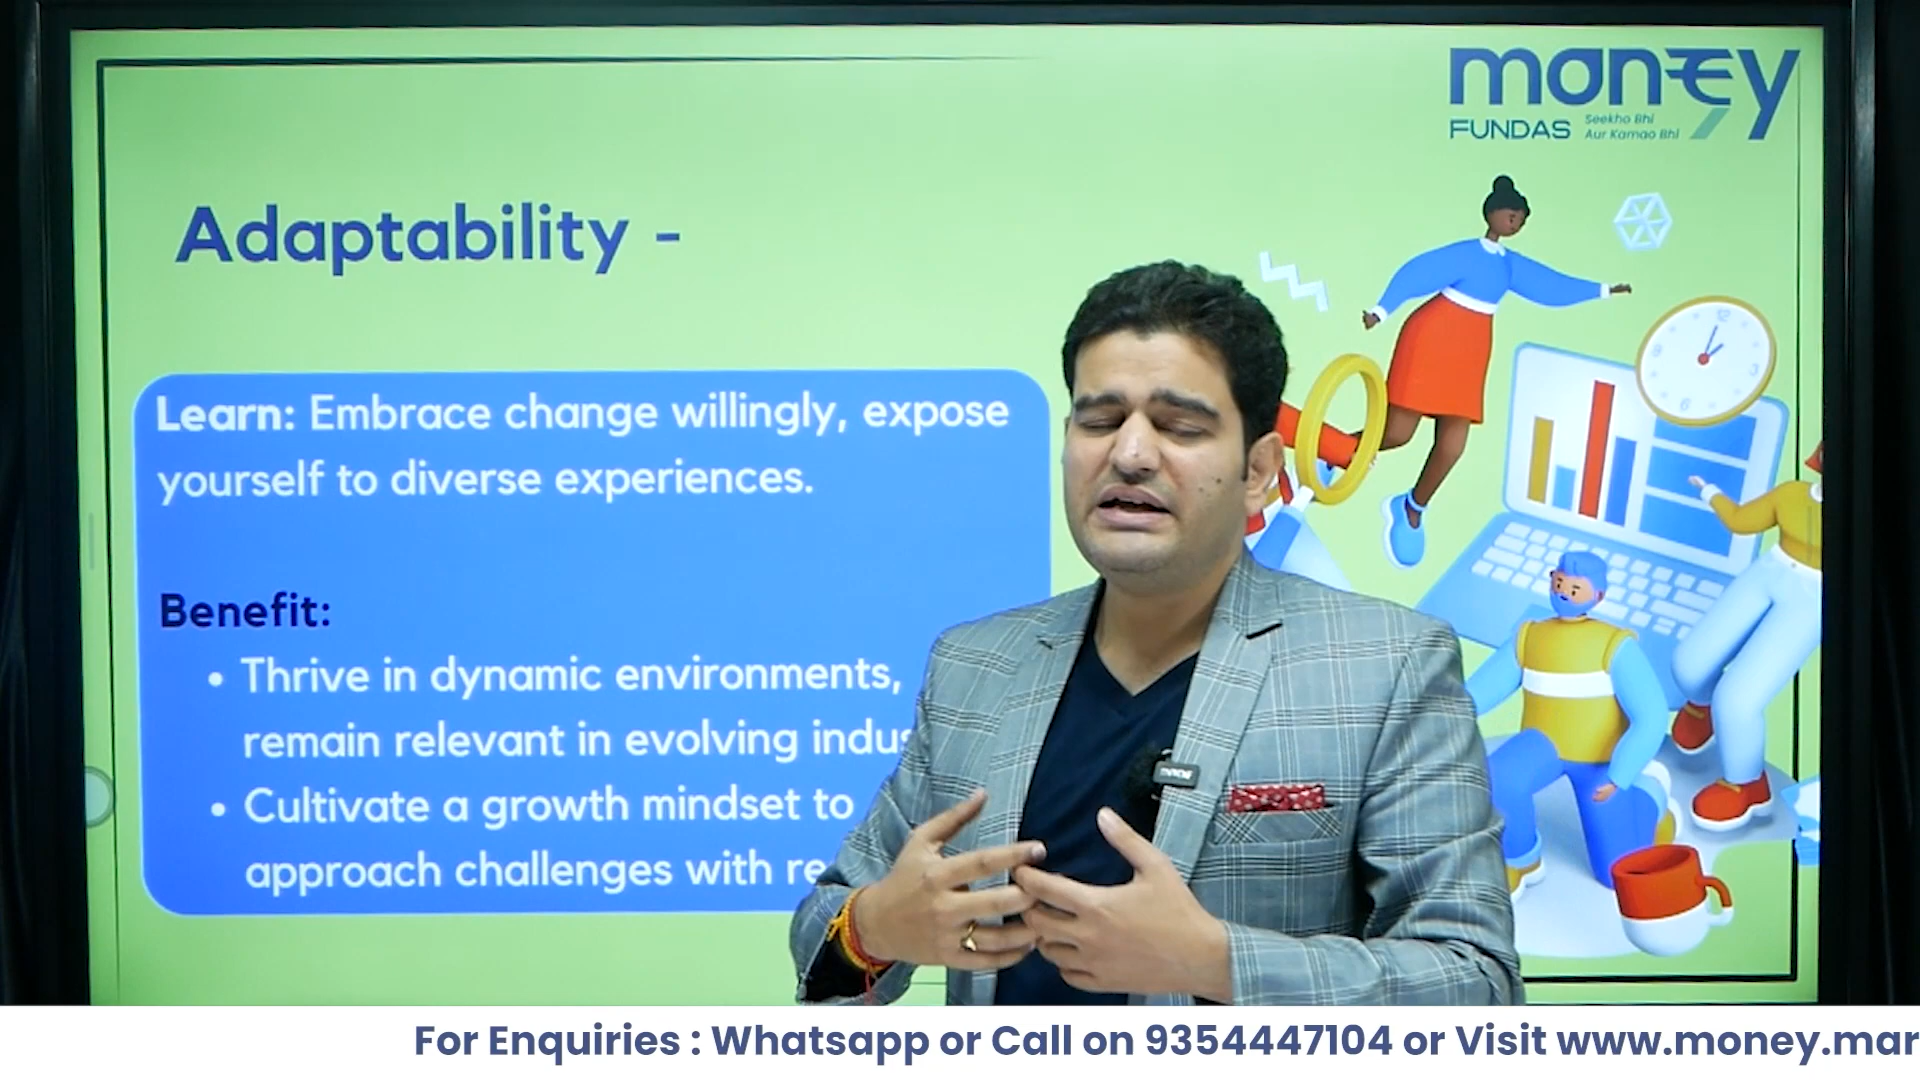 money
FUNDAS
Seekho Bhi
Aur Kamao Bhi
Adaptability -
Learn: Embrace change willingly, expose
yourself to diverse experiences.
Benefit:
• Thrive in dynamic environments,
remain relevant in evolving indus
• Cultivate a growth mindset to
approach challenges with re
For Enquiries : Whatsapp or Call on 9354447104 or Visit www.money.mar